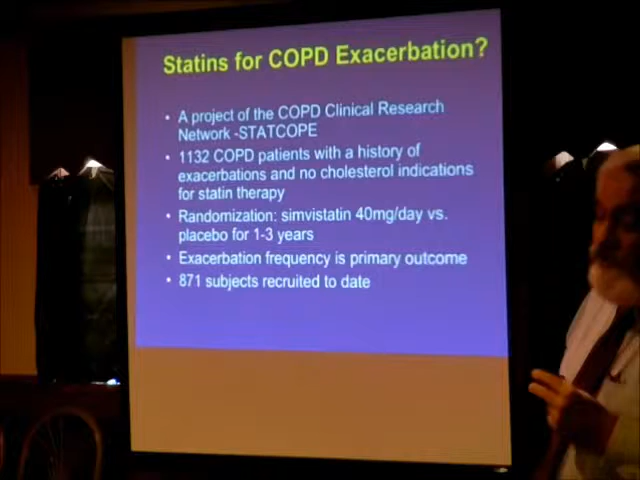 Statins for COPD Exacerbation?
• A project of the COPD Clinical Research
Network -STATCOPE
• 1132 COPD patients with a history of
exacerbations and no cholesterol indications
for statin therapy
• Randomization: simvistatin 40mg/day vs.
placebo for 1-3 years
• Exacerbation frequency is primary outcome
• 871 subjects recruited to date